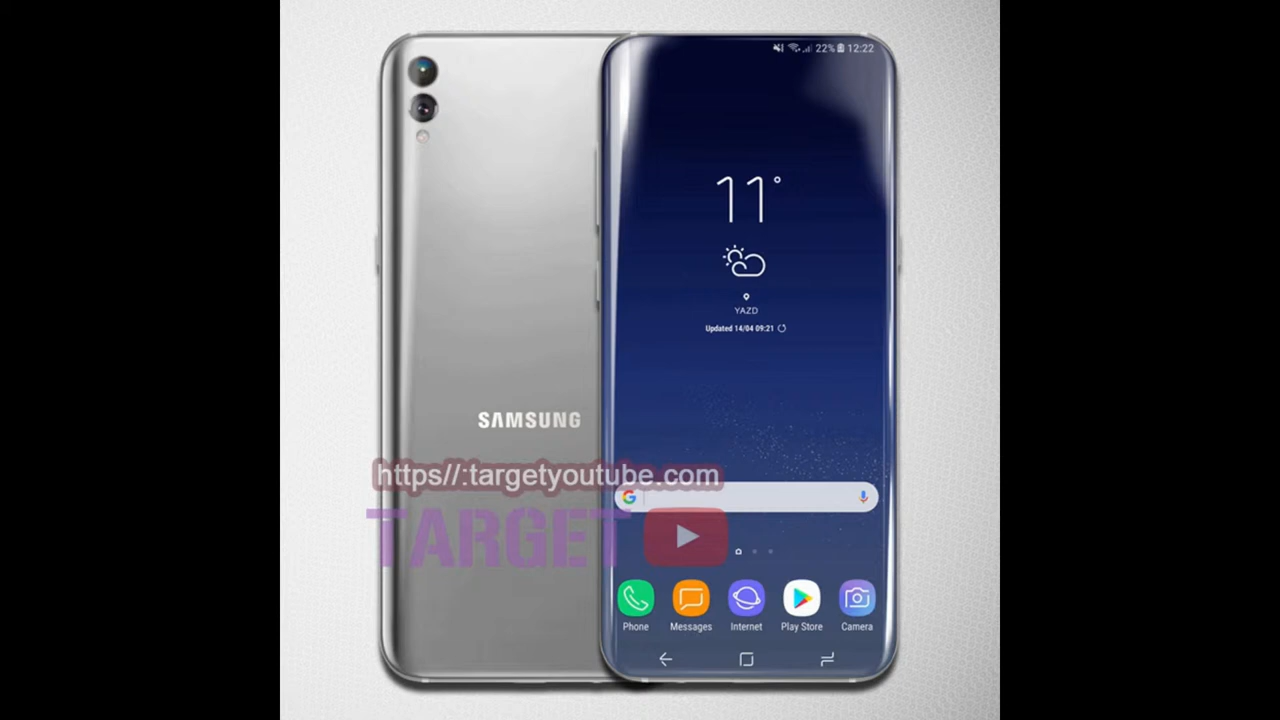 22% 12:22
11°
YAZD
Updated 14/04 09:21
SAMSUNG
https//:targetyoutube.com
TARGET
Phone Messages Internet Play Store Camera